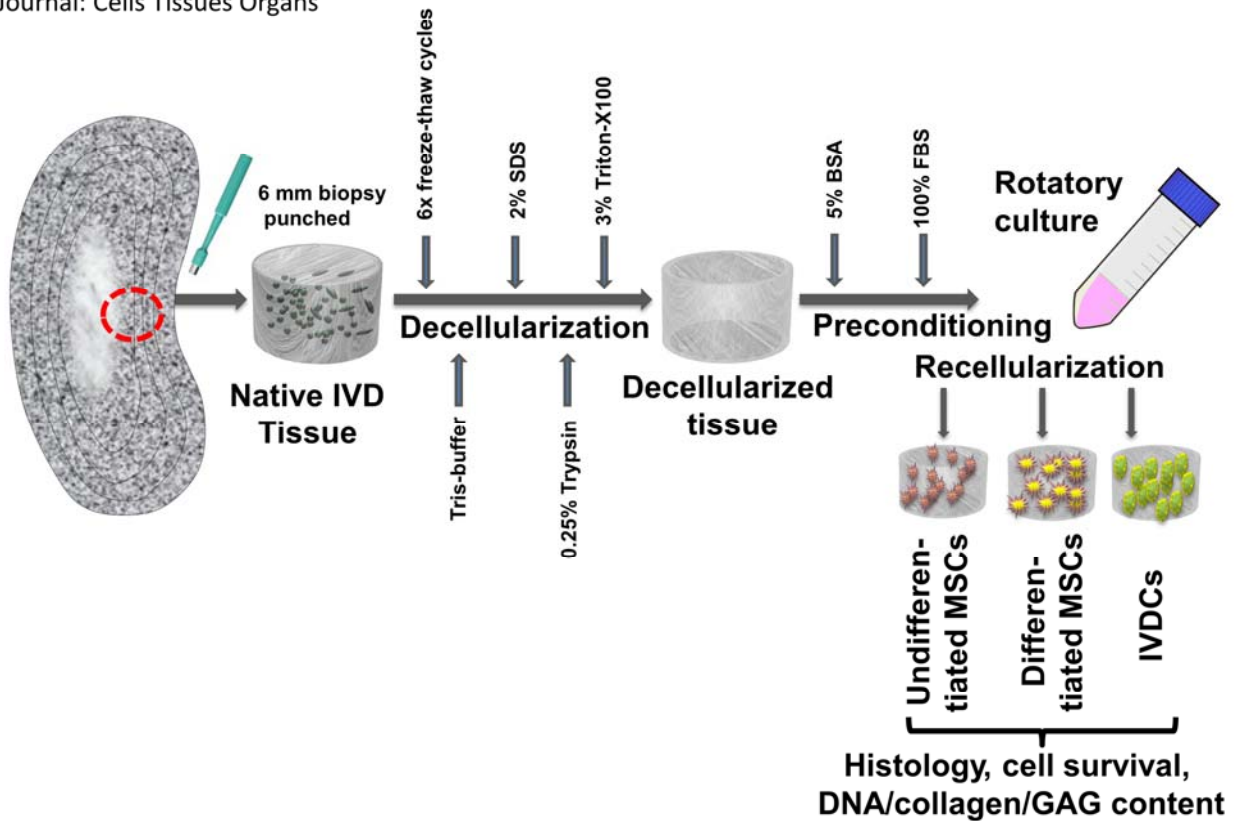 Journal: Cells Tissues Organs
6 mm biopsy
punched
Native IVD
Tissue
6x freeze-thaw cycles
2% SDS
3% Triton-X100
Decellularization
Tris-buffer
0.25% Trypsin
Decellularized
tissue
5% BSA
100% FBS
Preconditioning
Rotatory
culture
Recellularization
Undifferen-
tiated MSCs
Differen-
tiated MSCs
IVDCs
Histology, cell survival,
DNA/collagen/GAG content